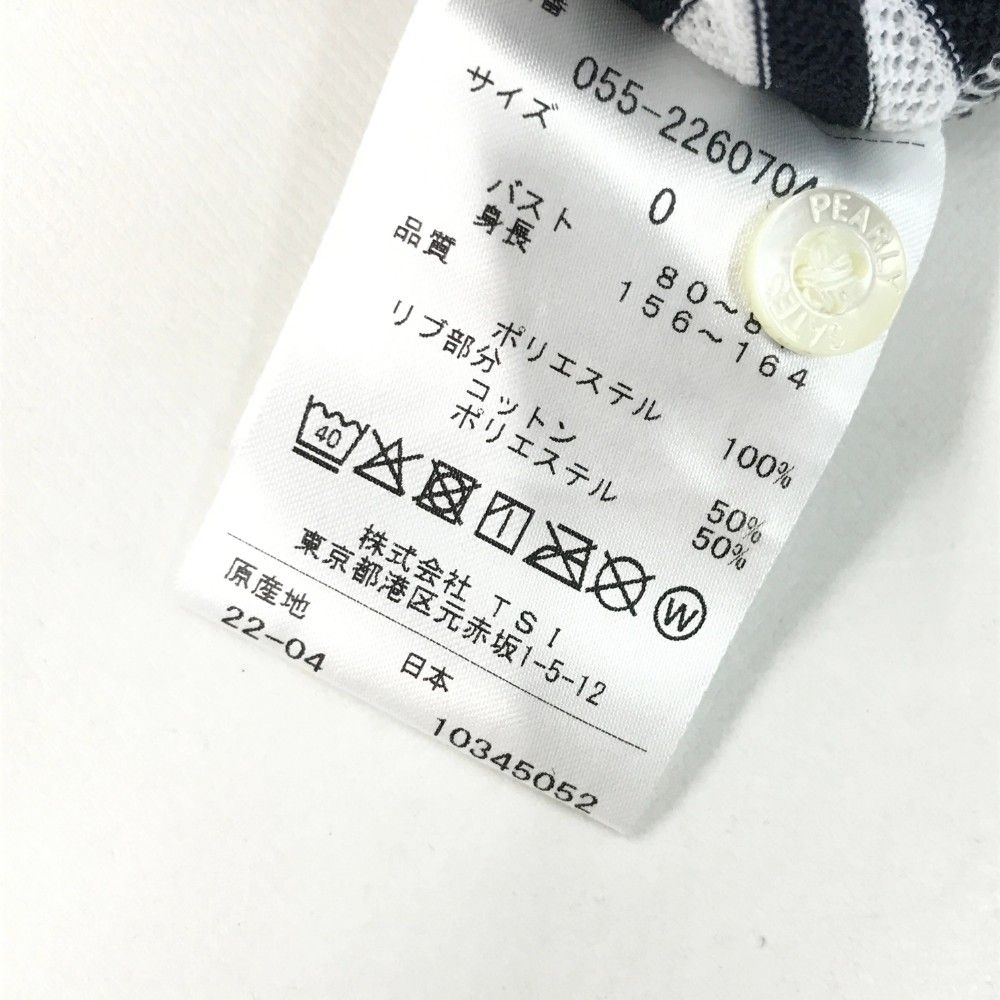 055-226070
サイズ 0
バスト 80~8
身長 156~164
品質
ポリエステル 100%
リブ部分
コットン 50%
ポリエステル 50%
40
W
株式会社 TSI
東京都港区元赤坂1-5-12
原産地 日本
22-04 10345052
PEARLY
GATES